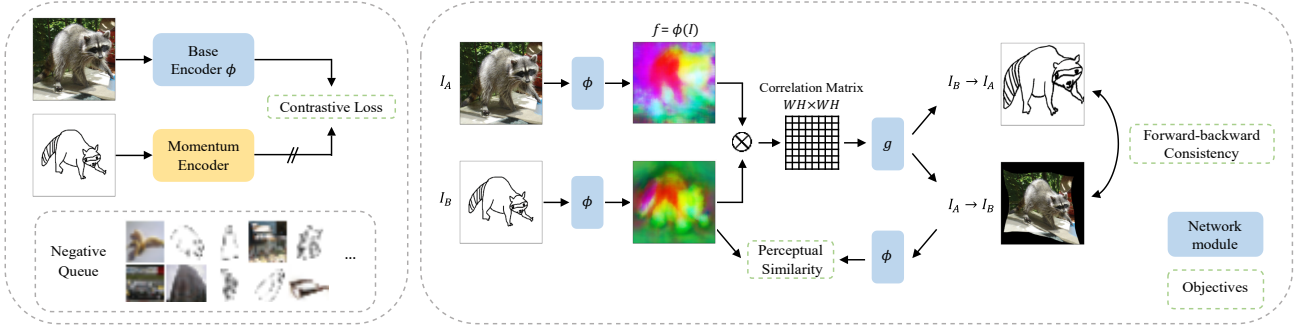 Base
Encoder ϕ
Contrastive Loss
Momentum
Encoder
Negative
Queue
...
f = ϕ(I)
I_A
ϕ
Correlation Matrix
WH×WH
g
I_B
ϕ
Perceptual
Similarity
ϕ
I_B → I_A
I_A → I_B
Forward-backward
Consistency
Network
module
Objectives